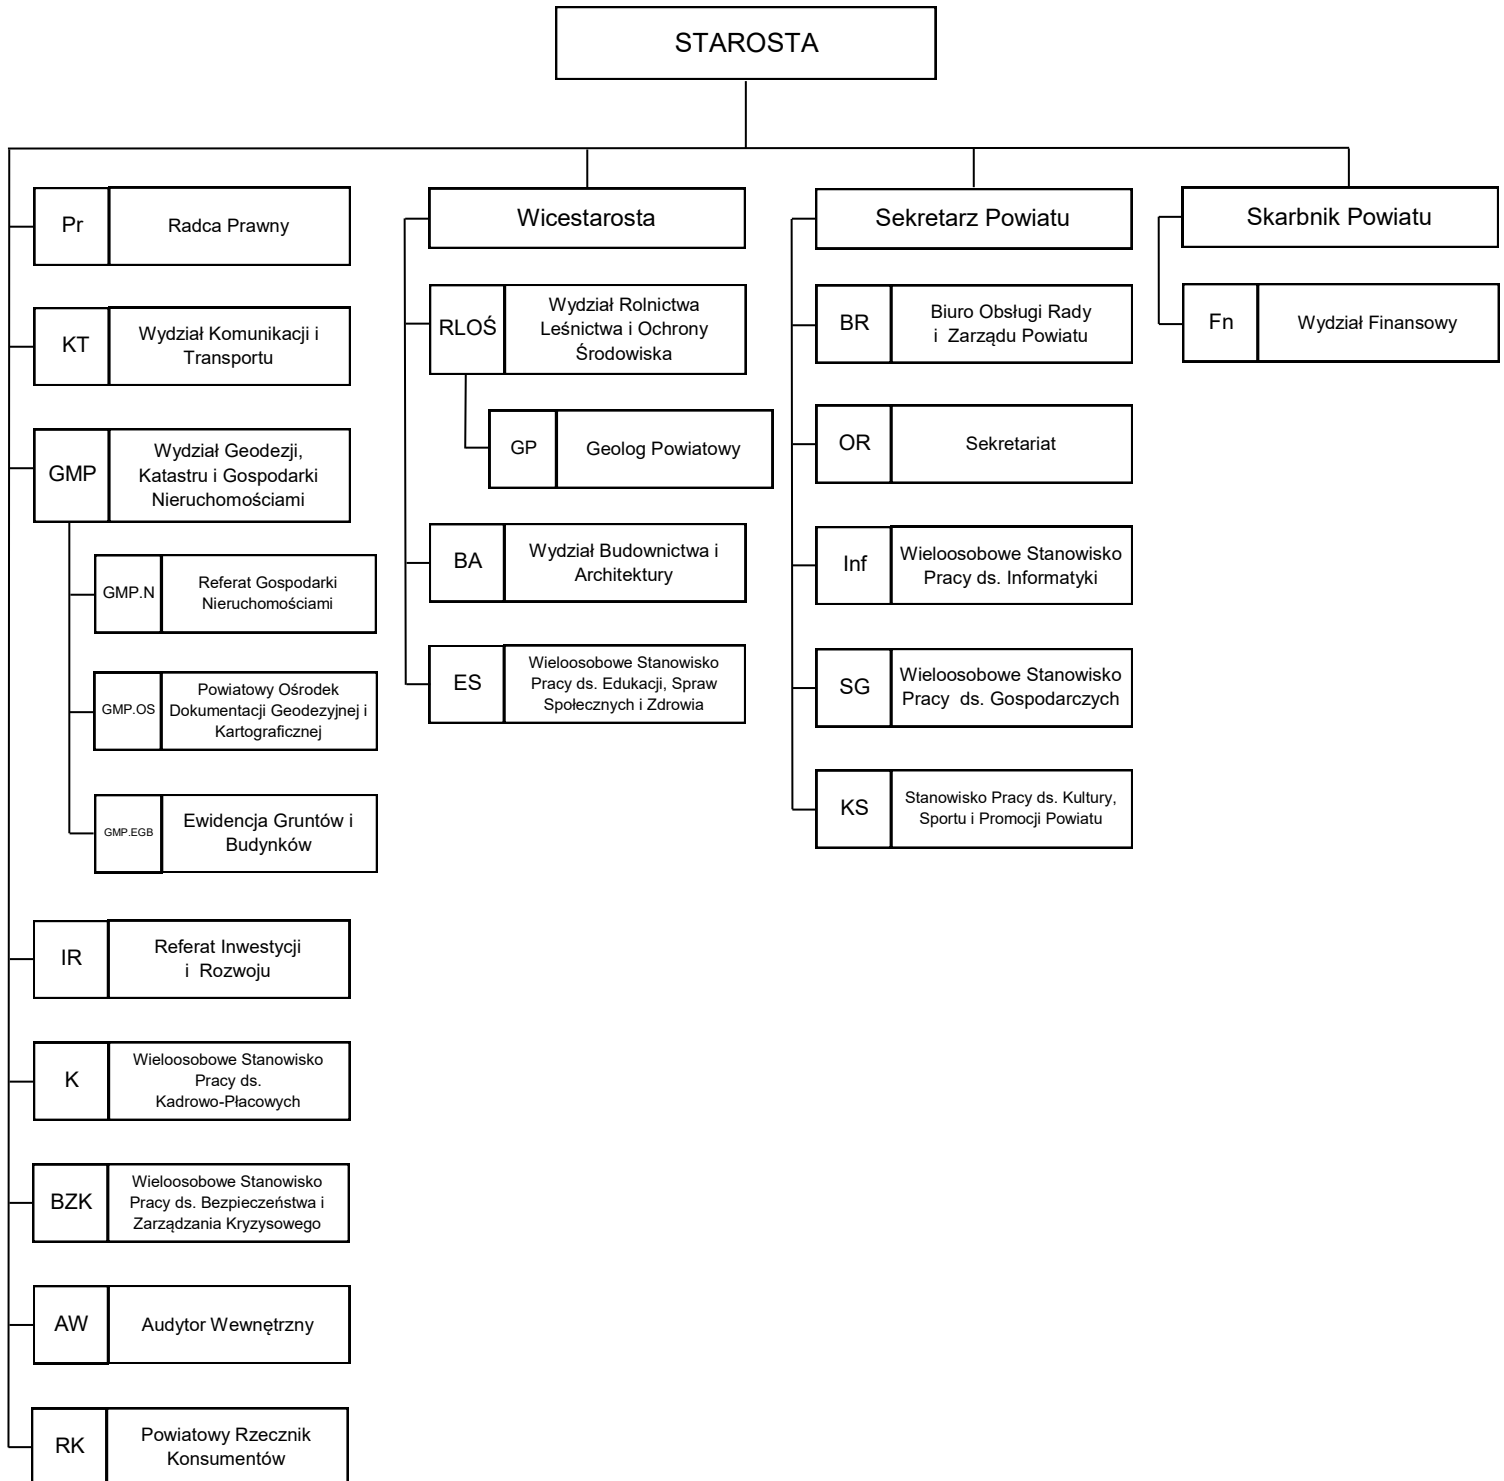 STAROSTA
Pr
Radca Prawny
KT
Wydział Komunikacji i
Transportu
GMP
Wydział Geodezji,
Katastru i Gospodarki
Nieruchomościami
GMP.N
Referat Gospodarki
Nieruchomościami
GMP.OS
Powiatowy Ośrodek
Dokumentacji Geodezyjnej i
Kartograficznej
GMP.EGB
Ewidencja Gruntów i
Budynków
IR
Referat Inwestycji
i Rozwoju
K
Wieloosobowe Stanowisko
Pracy ds.
Kadrowo-Płacowych
BZK
Wieloosobowe Stanowisko
Pracy ds. Bezpieczeństwa i
Zarządzania Kryzysowego
AW
Audytor Wewnętrzny
RK
Powiatowy Rzecznik
Konsumentów
Wicestarosta
RLOŚ
Wydział Rolnictwa
Leśnictwa i Ochrony
Środowiska
GP
Geolog Powiatowy
BA
Wydział Budownictwa i
Architektury
ES
Wieloosobowe Stanowisko
Pracy ds. Edukacji, Spraw
Społecznych i Zdrowia
Sekretarz Powiatu
BR
Biuro Obsługi Rady
i Zarządu Powiatu
OR
Sekretariat
Inf
Wieloosobowe Stanowisko
Pracy ds. Informatyki
SG
Wieloosobowe Stanowisko
Pracy ds. Gospodarczych
KS
Stanowisko Pracy ds. Kultury,
Sportu i Promocji Powiatu
Skarbnik Powiatu
Fn
Wydział Finansowy